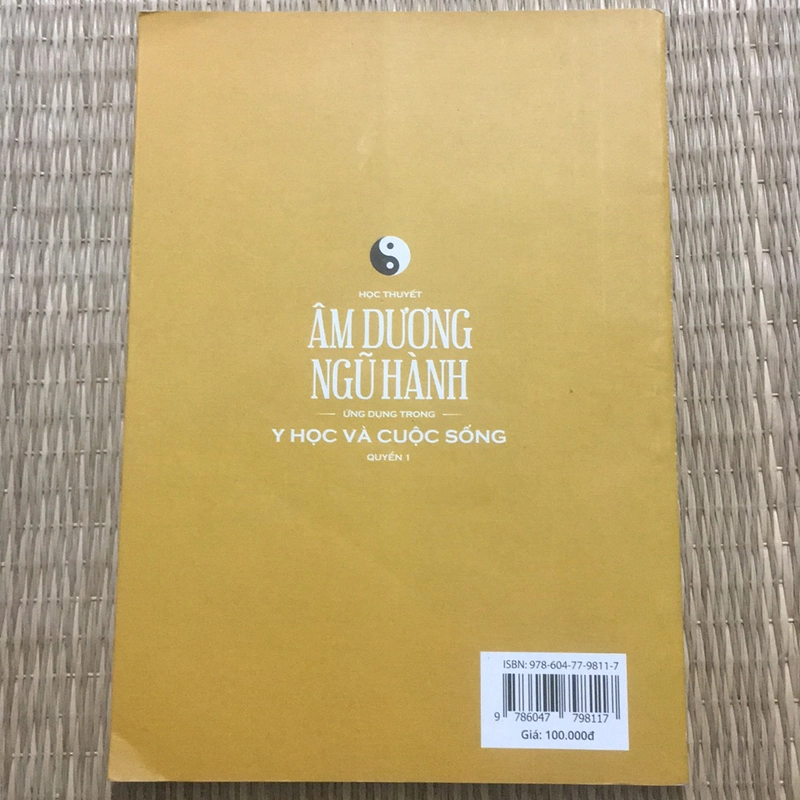 HỌC THUYẾT
ÂM DƯƠNG
NGŨ HÀNH
ỨNG DỤNG TRONG
Y HỌC VÀ CUỘC SỐNG
QUYỂN 1
ISBN: 978-604-77-9811-7
9 786047 798117
Giá: 100.000đ